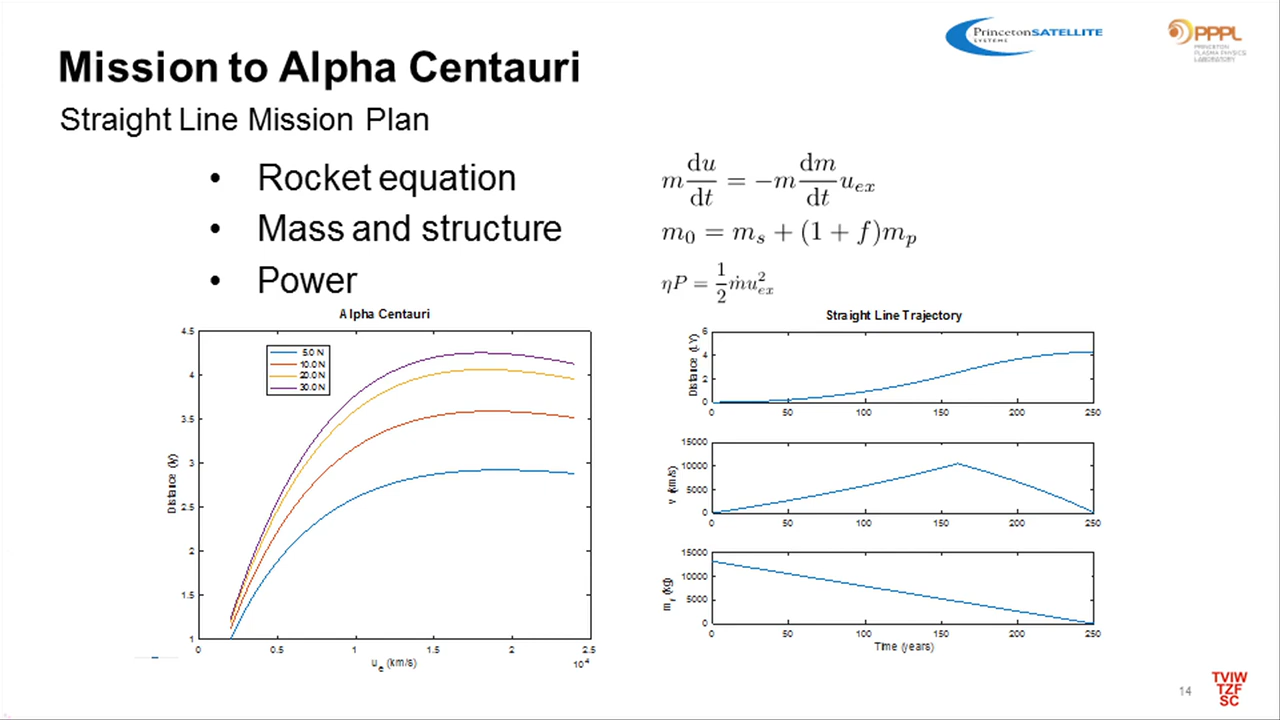 PrincetonSATELLITE
SYSTEMS
PPPL
PRINCETON
PLASMA PHYSICS
LABORATORY
Mission to Alpha Centauri
Straight Line Mission Plan
• Rocket equation
• Mass and structure
• Power
m du/dt = −m dm/dt u_ex
m_0 = m_s + (1 + f)m_p
ηP = 1/2 ṁu_ex^2
Alpha Centauri
5.0 N
10.0 N
20.0 N
30.0 N
Distance (ly)
4.5
4
3.5
3
2.5
2
1.5
1
0 0.5 1 1.5 2 2.5
u_e (km/s)
10^4
Straight Line Trajectory
Distance (LY)
6
4
2
0
0 50 100 150 200 250
v (km/s)
15000
10000
5000
0
0 50 100 150 200 250
m_f (kg)
15000
10000
5000
0
0 50 100 150 200 250
Time (years)
14
TVIW
TZF
SC